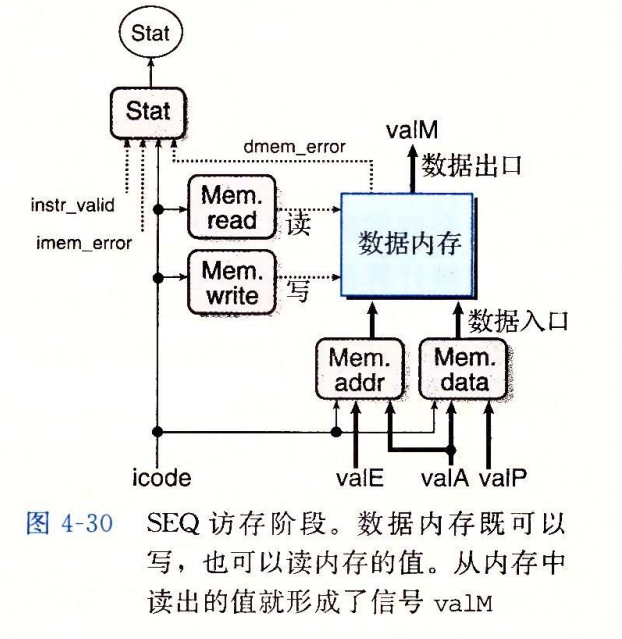 Stat
Stat
valM
dmem_error
数据出口
instr_valid
Mem.
read
读
数据内存
imem_error
Mem.
write
写
数据入口
Mem.
addr
Mem.
data
icode
valE
valA
valP
图 4-30 SEQ 访存阶段。数据内存既可以
写，也可以读内存的值。从内存中
读出的值就形成了信号 valM